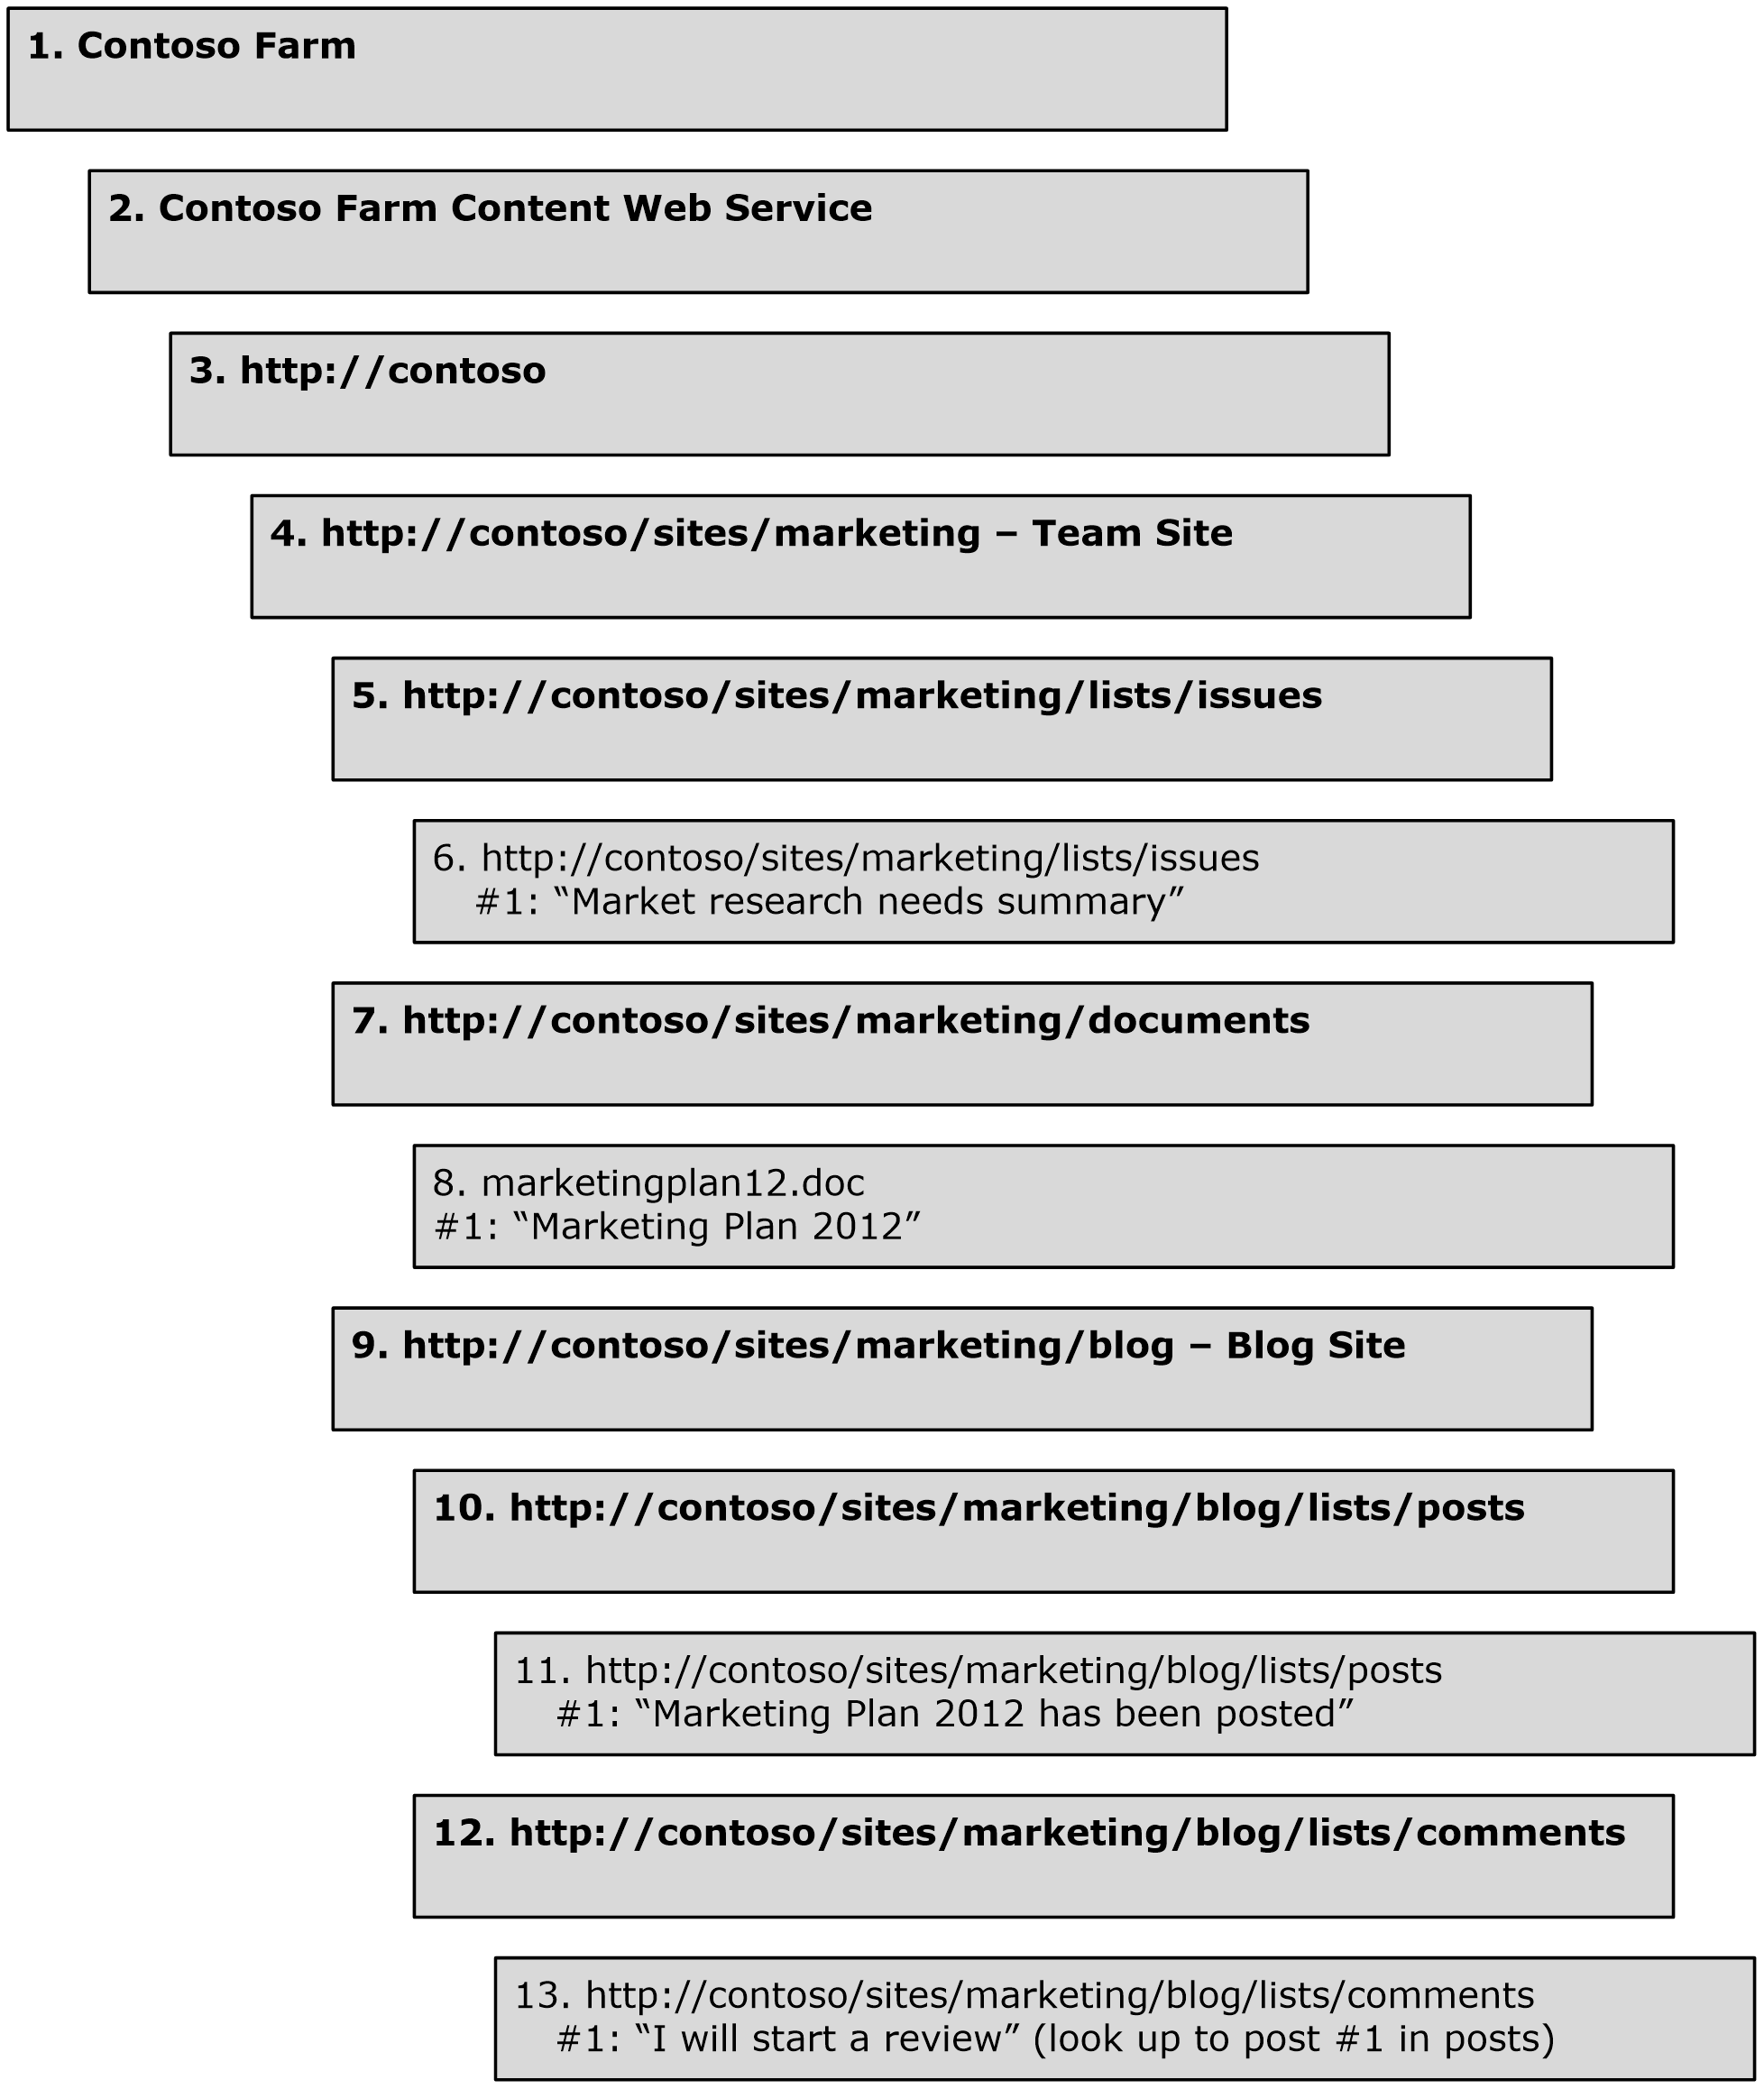 1. Contoso Farm
2. Contoso Farm Content Web Service
3. http://contoso
4. http://contoso/sites/marketing – Team Site
5. http://contoso/sites/marketing/lists/issues
6. http://contoso/sites/marketing/lists/issues
#1: “Market research needs summary”
7. http://contoso/sites/marketing/documents
8. marketingplan12.doc
#1: “Marketing Plan 2012”
9. http://contoso/sites/marketing/blog – Blog Site
10. http://contoso/sites/marketing/blog/lists/posts
11. http://contoso/sites/marketing/blog/lists/posts
#1: “Marketing Plan 2012 has been posted”
12. http://contoso/sites/marketing/blog/lists/comments
13. http://contoso/sites/marketing/blog/lists/comments
#1: “I will start a review” (look up to post #1 in posts)